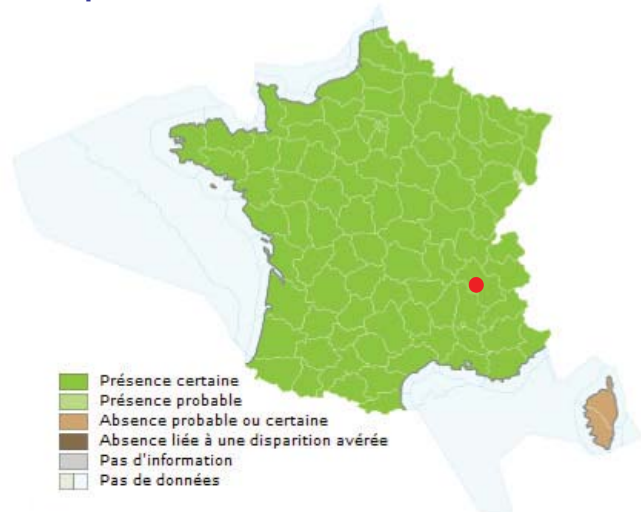 Présence certaine
Présence probable
Absence probable ou certaine
Absence liée à une disparition avérée
Pas d'information
Pas de données